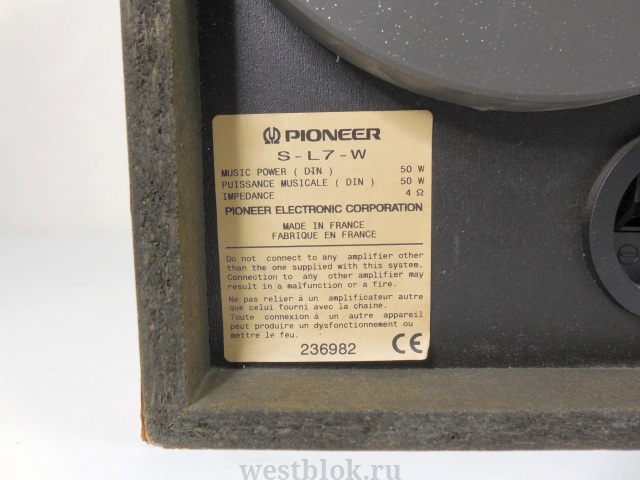 PIONEER
S-L7-W
MUSIC POWER ( DIN ) 50 W
PUISSANCE MUSICALE ( DIN ) 50 W
IMPEDANCE 4 Ω
PIONEER ELECTRONIC CORPORATION
MADE IN FRANCE
FABRIQUE EN FRANCE
Do not connect to any amplifier other
than the one supplied with this system.
Connection to any other amplifier may
result in a malfunction or a fire.
Ne pas relier à un amplificateur autre
que celui fourni avec la chaine.
Toute connexion à un autre appareil
peut produire un dysfonctionnement ou
mettre le feu.
236982 CE
westblok.ru